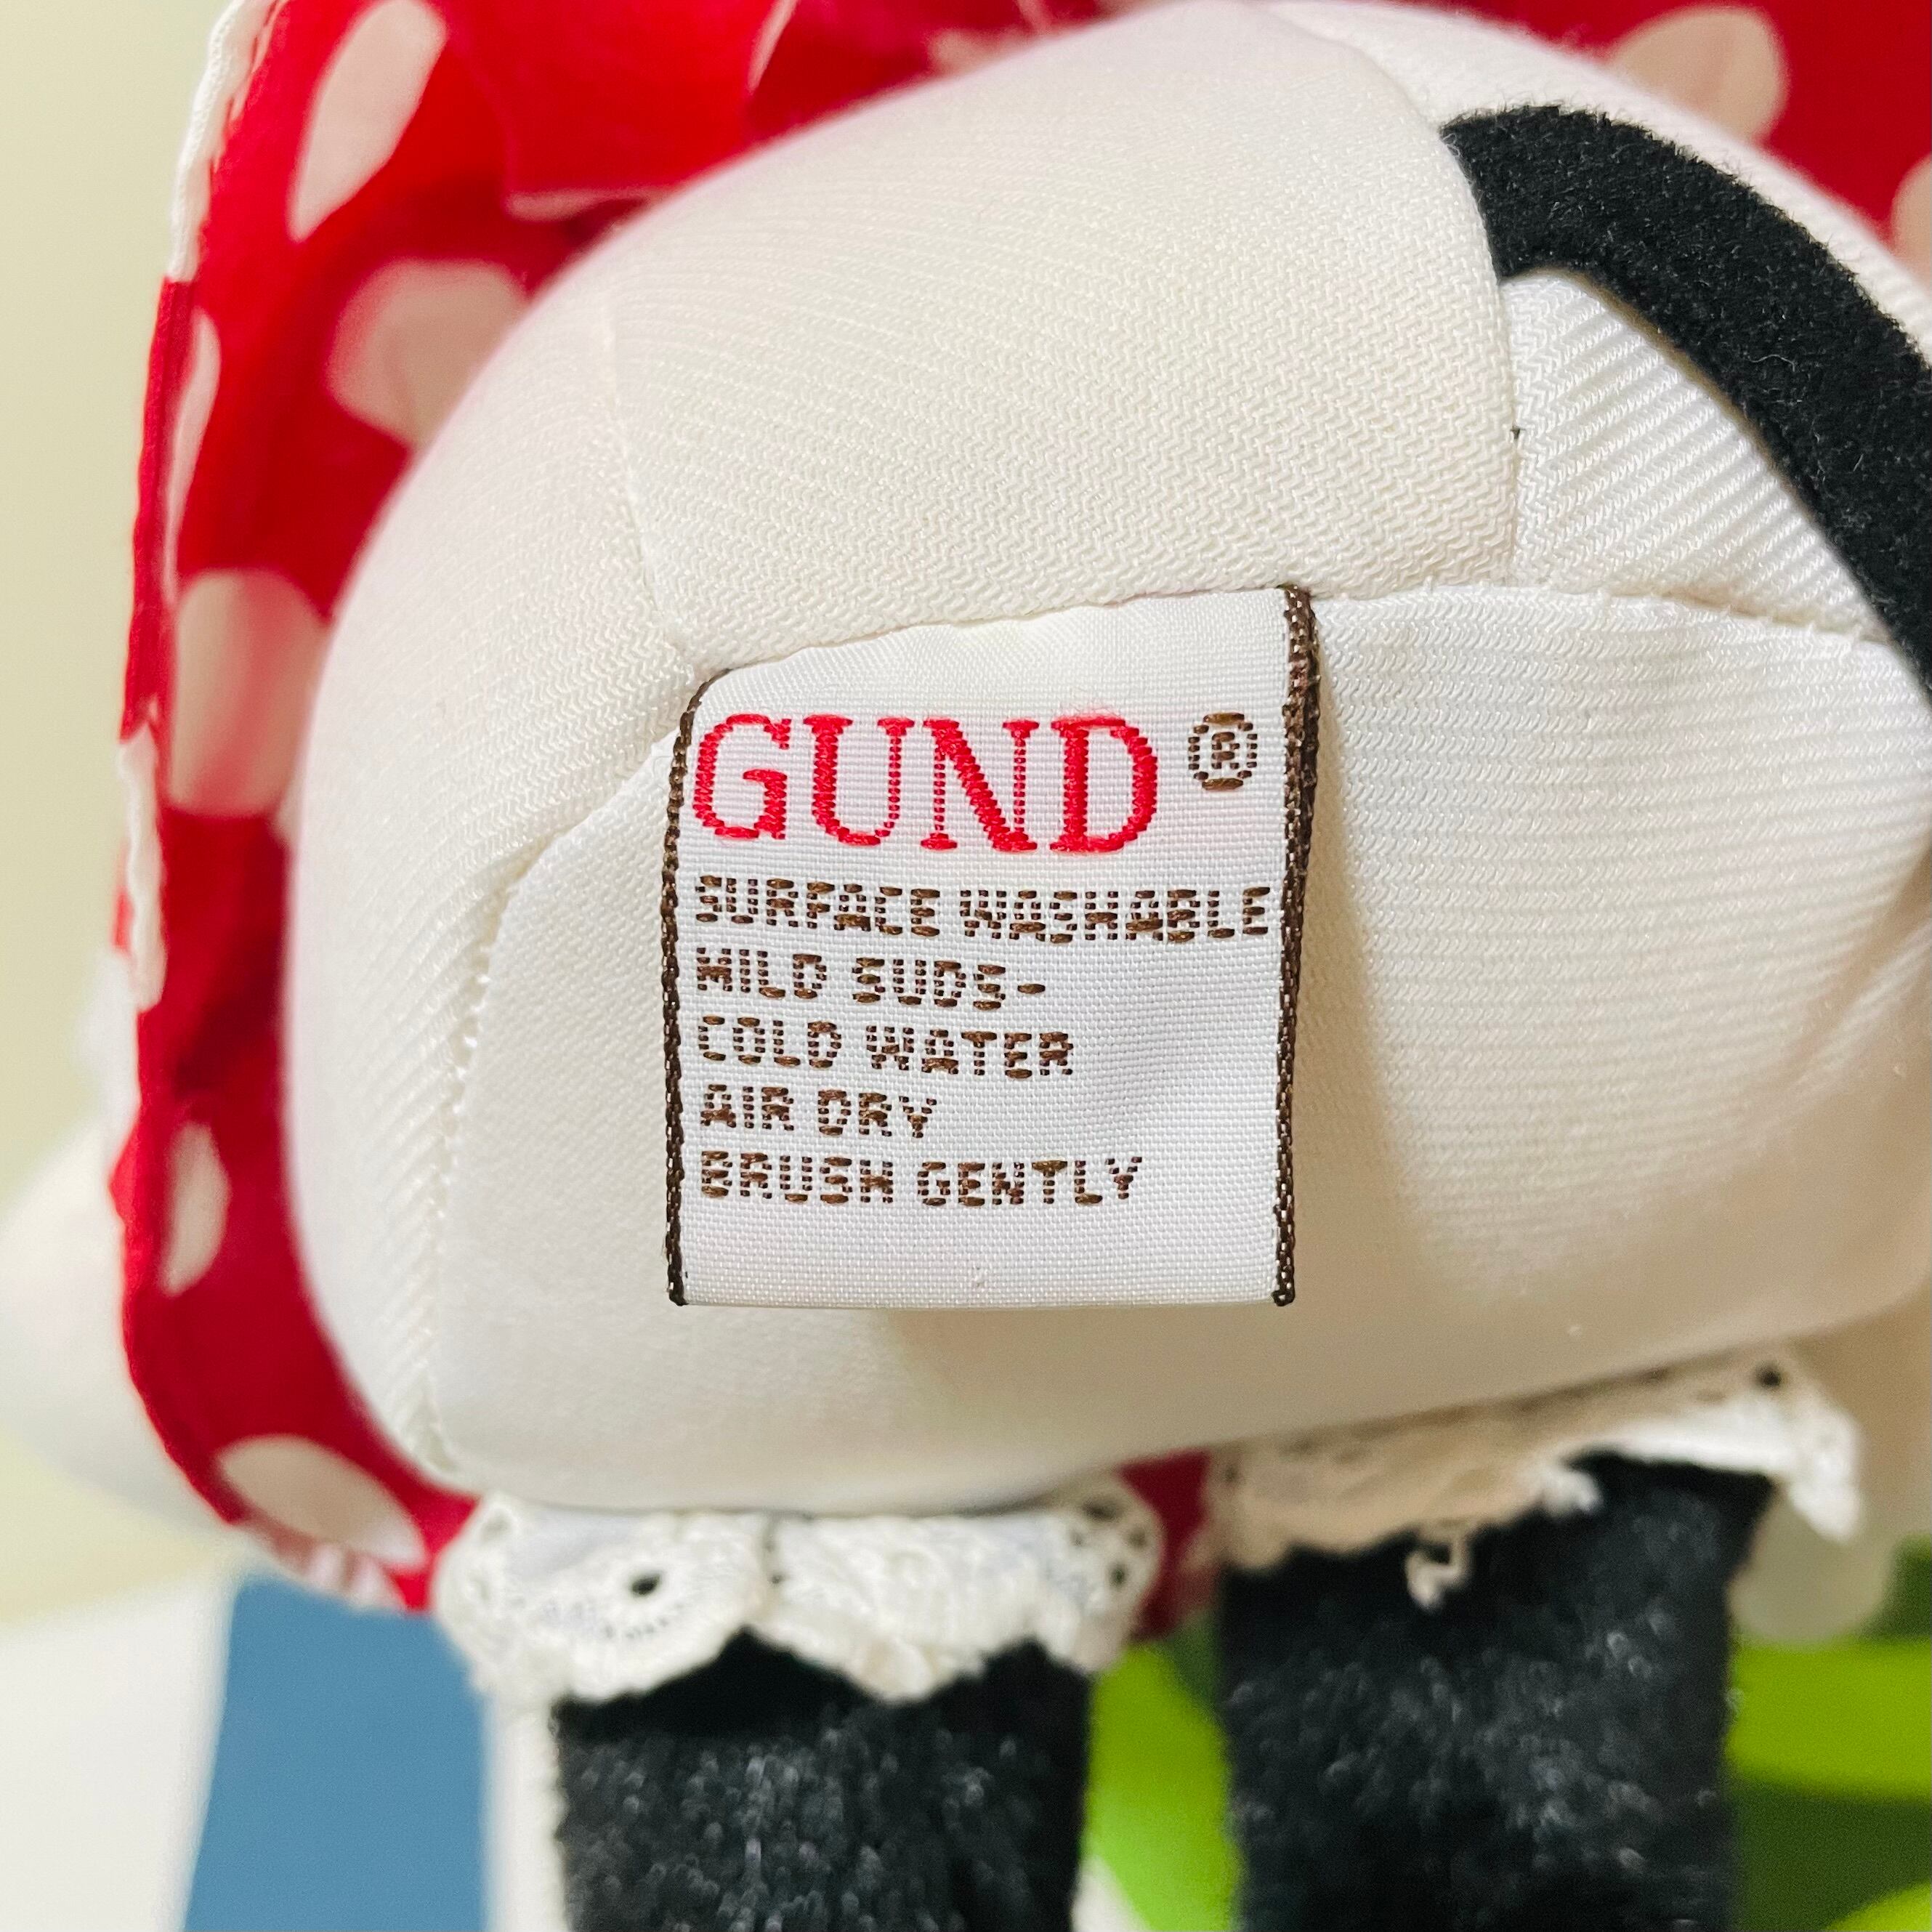 GUND ®
SURFACE WASHABLE
MILD SUDS-
COLD WATER
AIR DRY
BRUSH GENTLY